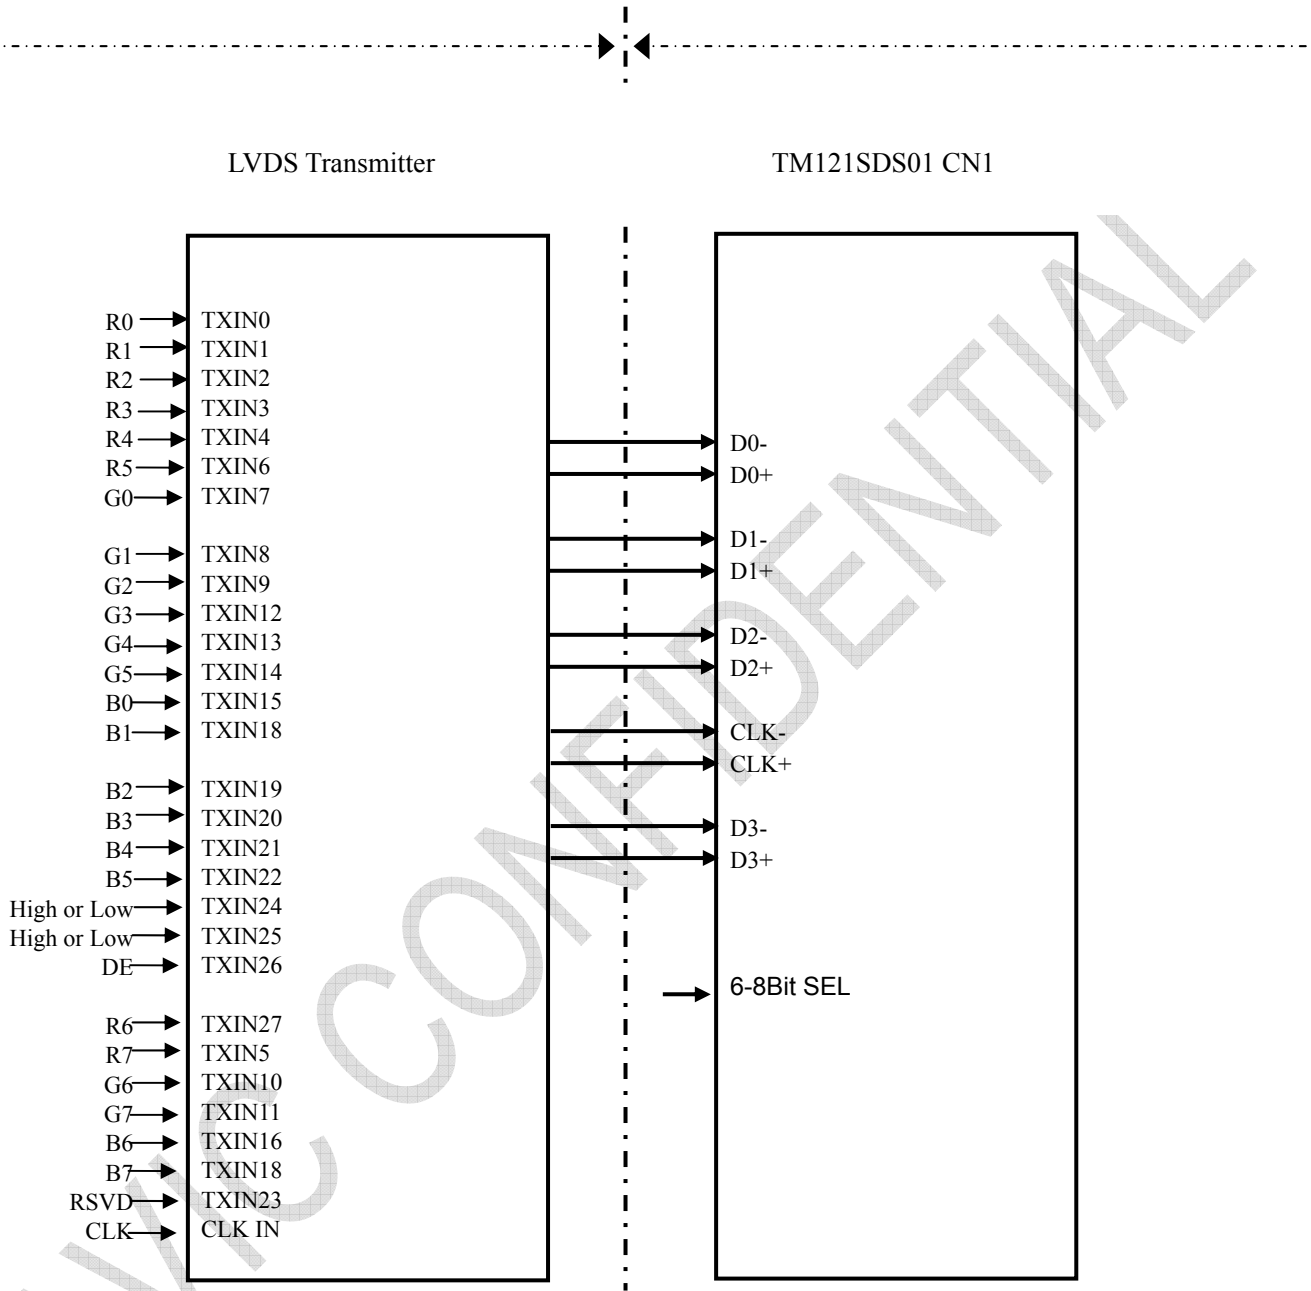 LVDS Transmitter
TM121SDS01 CN1
R0 TXIN0
R1 TXIN1
R2 TXIN2
R3 TXIN3
R4 TXIN4
R5 TXIN6
G0 TXIN7
G1 TXIN8
G2 TXIN9
G3 TXIN12
G4 TXIN13
G5 TXIN14
B0 TXIN15
B1 TXIN18
B2 TXIN19
B3 TXIN20
B4 TXIN21
B5 TXIN22
High or Low TXIN24
High or Low TXIN25
DE TXIN26
R6 TXIN27
R7 TXIN5
G6 TXIN10
G7 TXIN11
B6 TXIN16
B7 TXIN18
RSVD TXIN23
CLK CLK IN
D0-
D0+
D1-
D1+
D2-
D2+
CLK-
CLK+
D3-
D3+
6-8Bit SEL
VIC CONFIDENTIAL